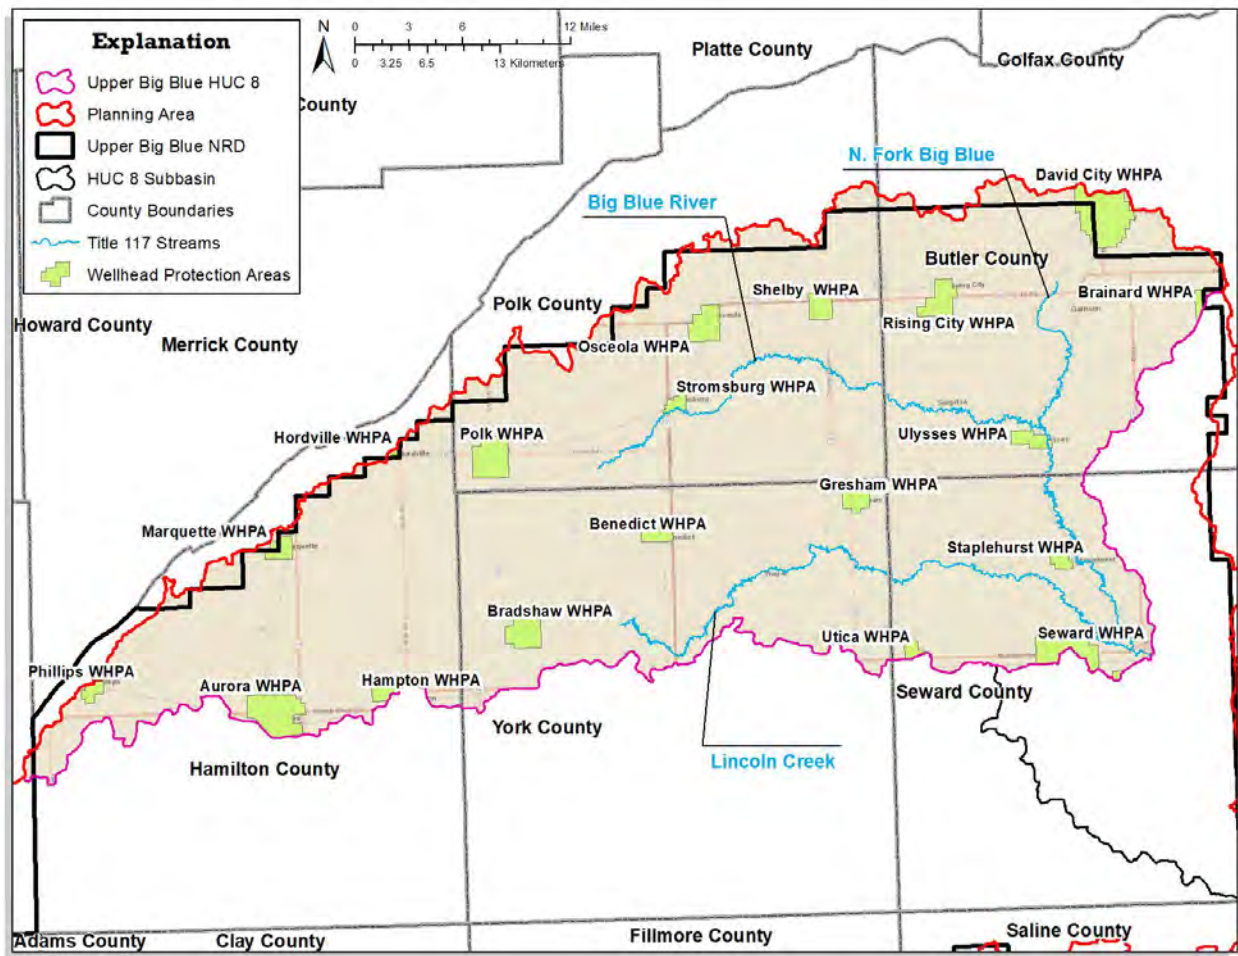 Explanation
Upper Big Blue HUC 8
Planning Area
Upper Big Blue NRD
HUC 8 Subbasin
County Boundaries
Title 117 Streams
Wellhead Protection Areas
N
0 3 6 12 Miles
0 3.25 6.5 13 Kilometers
County
Platte County
Colfax County
N. Fork Big Blue
David City WHPA
Big Blue River
Butler County
Polk County
Shelby WHPA
Brainard WHPA
Howard County
Merrick County
Rising City WHPA
Osceola WHPA
Stromsburg WHPA
Hordville WHPA
Polk WHPA
Ulysses WHPA
Gresham WHPA
Marquette WHPA
Benedict WHPA
Staplehurst WHPA
Bradshaw WHPA
Utica WHPA
Seward WHPA
Phillips WHPA
Aurora WHPA
Hampton WHPA
Seward County
York County
Hamilton County
Lincoln Creek
Adams County
Clay County
Fillmore County
Saline County